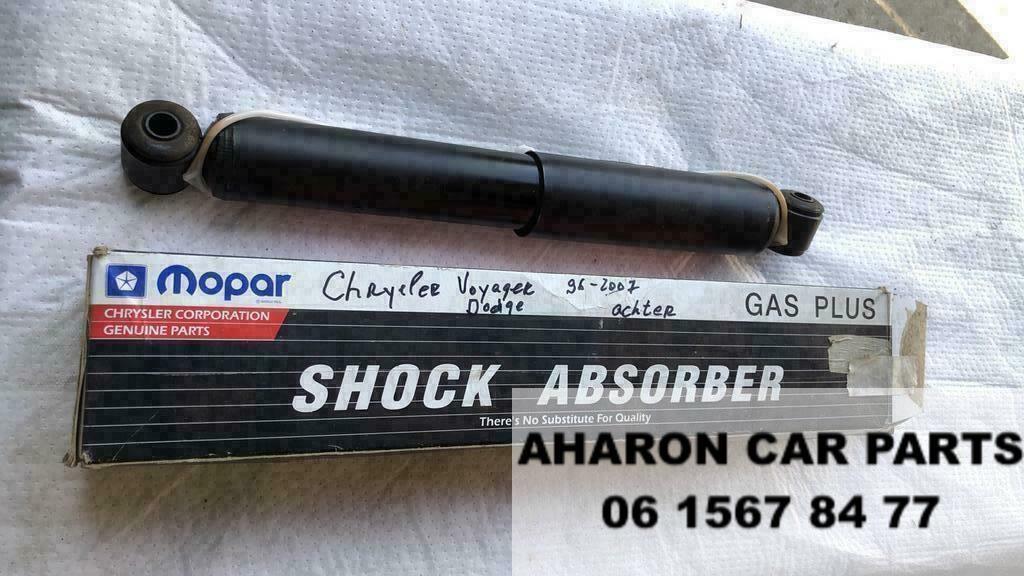 Mopar
CHRYSLER CORPORATION
GENUINE PARTS
Chrysler Voyager 96-2007
Dodge achter
GAS PLUS
SHOCK ABSORBER
There's No Substitute For Quality
AHARON CAR PARTS
06 1567 84 77